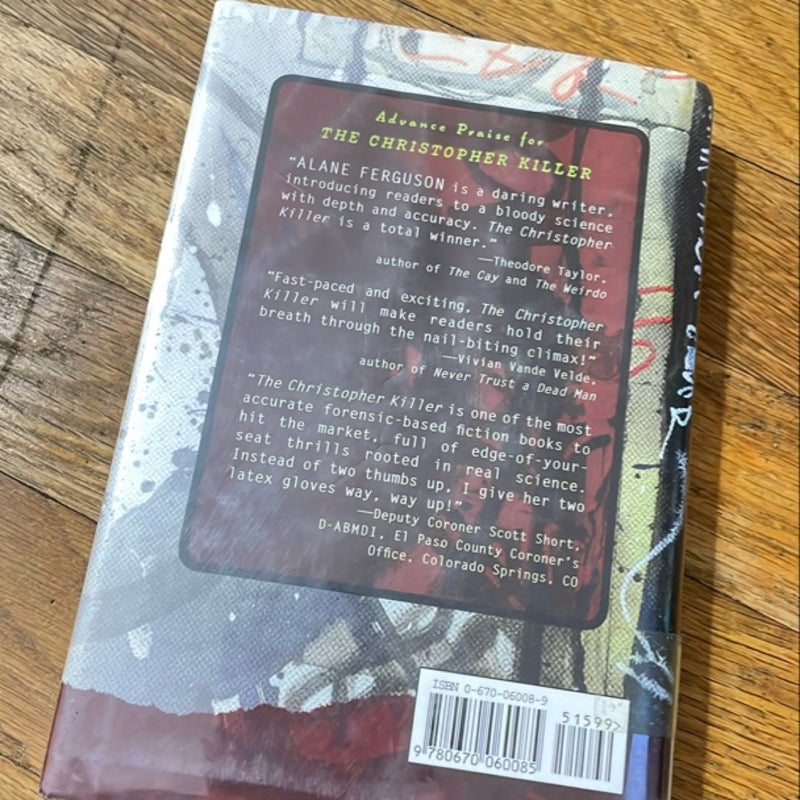 Advance Praise for
THE CHRISTOPHER KILLER
“ALANE FERGUSON is a daring writer,
introducing readers to a bloody science
with depth and accuracy. The Christopher
Killer is a total winner.”
—Theodore Taylor,
author of The Cay and The Weirdo
“Fast-paced and exciting, The Christopher
Killer will make readers hold their
breath through the nail-biting climax!”
—Vivian Vande Velde,
author of Never Trust a Dead Man
“The Christopher Killer is one of the most
accurate forensic-based fiction books to
hit the market, full of edge-of-your-
seat thrills rooted in real science.
Instead of two thumbs up, I give her two
latex gloves way, way up!”
—Deputy Coroner Scott Short,
D-ABMDI, El Paso County Coroner's
Office, Colorado Springs, CO
ISBN 0-670-06008-9
51599>
9 780670 060085